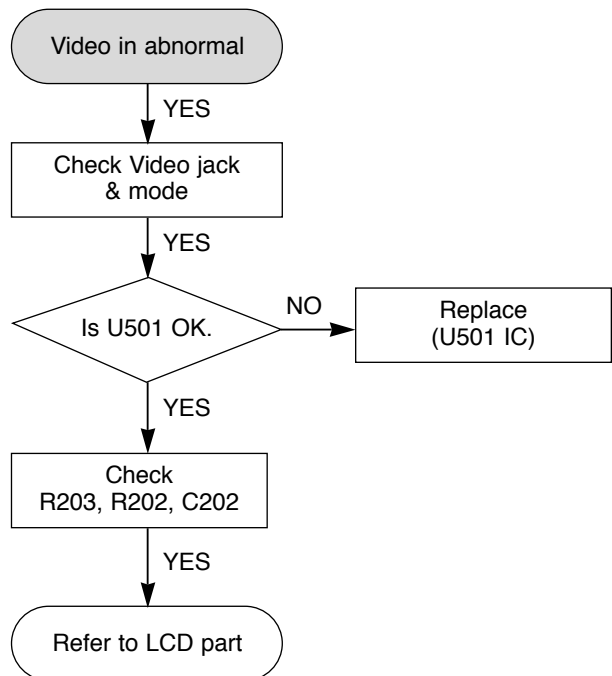 Video in abnormal
YES
Check Video jack
& mode
YES
Is U501 OK.
NO
Replace
(U501 IC)
YES
Check
R203, R202, C202
YES
Refer to LCD part